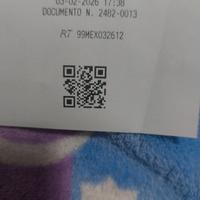 03-02-2026 17:38
DOCUMENTO N. 2482-0013
RT 99MEX032612